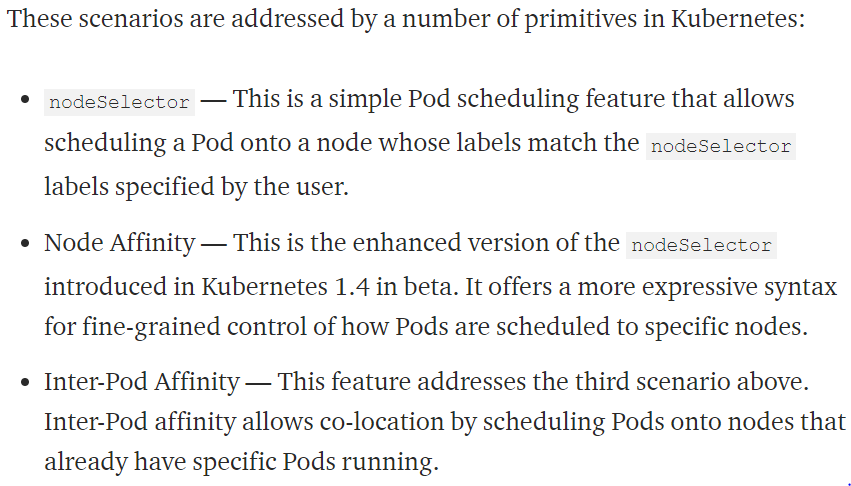 These scenarios are addressed by a number of primitives in Kubernetes:
• nodeSelector — This is a simple Pod scheduling feature that allows
scheduling a Pod onto a node whose labels match the nodeSelector
labels specified by the user.
• Node Affinity — This is the enhanced version of the nodeSelector
introduced in Kubernetes 1.4 in beta. It offers a more expressive syntax
for fine-grained control of how Pods are scheduled to specific nodes.
• Inter-Pod Affinity — This feature addresses the third scenario above.
Inter-Pod affinity allows co-location by scheduling Pods onto nodes that
already have specific Pods running.